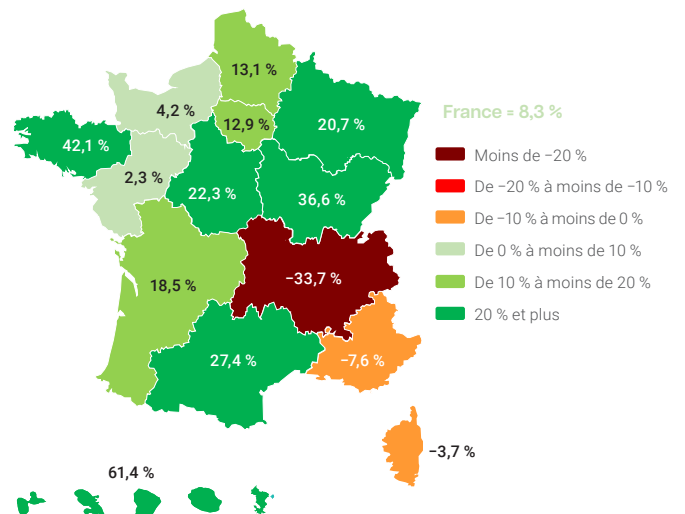 13,1 %
4,2 %
12,9 %
20,7 %
42,1 %
2,3 %
22,3 %
36,6 %
−33,7 %
18,5 %
27,4 %
−7,6 %
−3,7 %
61,4 %
France = 8,3 %
Moins de −20 %
De −20 % à moins de −10 %
De −10 % à moins de 0 %
De 0 % à moins de 10 %
De 10 % à moins de 20 %
20 % et plus